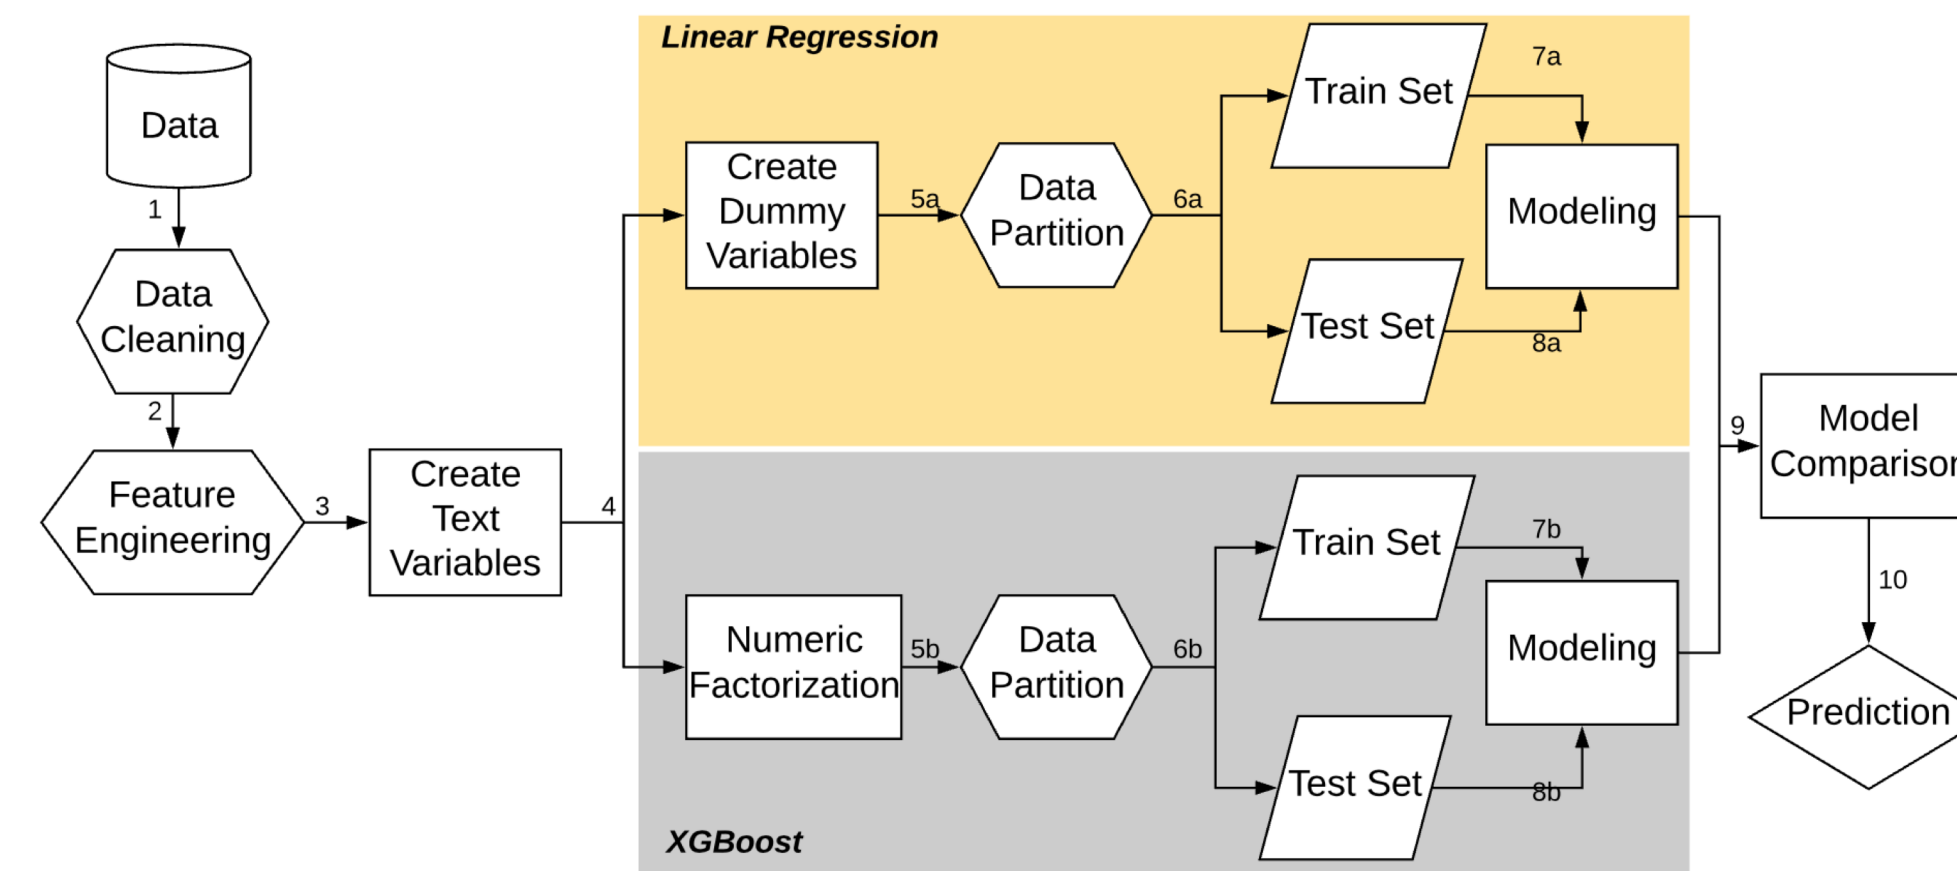 Linear Regression
Data
1
Data
Cleaning
2
Feature
Engineering
3
Create
Text
Variables
4
Create
Dummy
Variables
5a
Data
Partition
6a
Train Set
7a
Test Set
8a
Modeling
Numeric
Factorization
5b
Data
Partition
6b
Train Set
7b
Test Set
8b
Modeling
XGBoost
9
Model
Comparison
10
Prediction